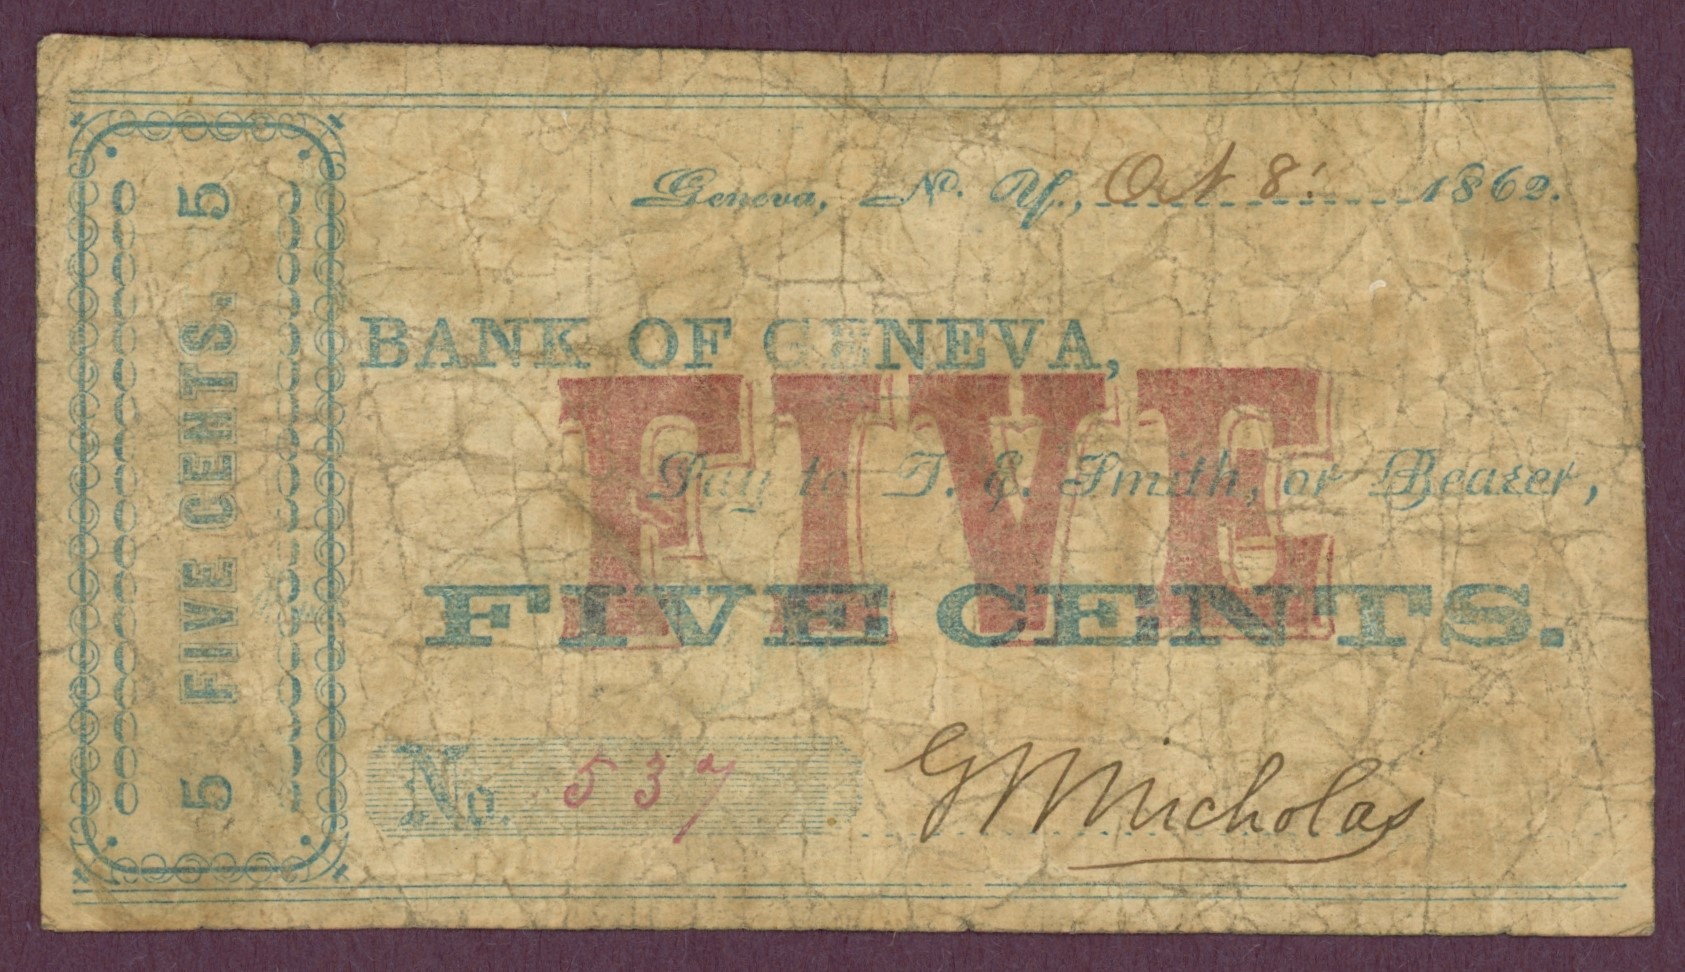 Geneva, N. Y., Oct 8. 1862.
BANK OF GENEVA,
FIVE
Pay to T. C. Smith, or Bearer,
FIVE CENTS.
No. 537
G W Nicholas
5 FIVE CENTS. 5